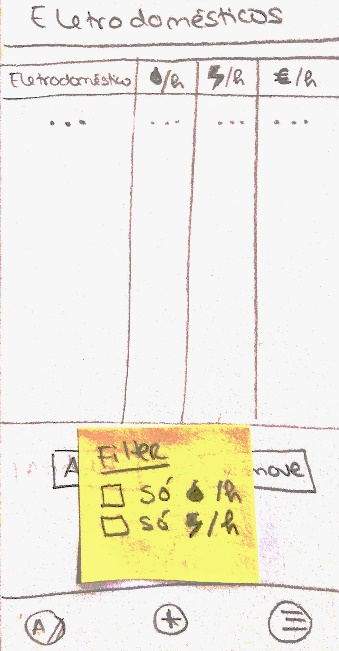 Eletrodomésticos
Eletrodoméstico /h /h €/h
... ... ... ...
A
move
Filter
Só /h
Só /h
A